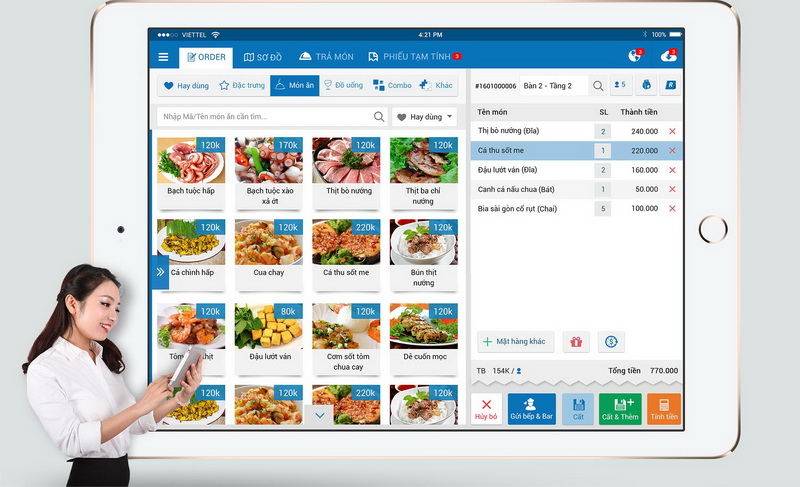 VIETTEL
4:21 PM
100%
ORDER
SƠ ĐỒ
TRẢ MÓN
PHIẾU TẠM TÍNH 3
3
3
Hay dùng
Đặc trưng
Món ăn
Đồ uống
Combo
Khác
Nhập Mã/Tên món ăn cần tìm...
Hay dùng
120k
170k
120k
120k
Bạch tuộc hấp
Bạch tuộc xào
xả ớt
Thịt bò nướng
Thịt ba chỉ
nướng
120k
120k
220k
120k
Cá chình hấp
Cua chay
Cá thu sốt me
Bún thịt
nướng
120k
80k
120k
120k
Đậu lướt ván
Cơm sốt tôm
chua cay
Dê cuốn mọc
120k
120k
220k
120k
#1601000006
Bàn 2 - Tầng 2
5
R
Tên món SL Thành tiền
Thị bò nướng (Đĩa) 2 240.000
Cá thu sốt me 1 220.000
Đậu lướt ván (Đĩa) 2 160.000
Canh cá nấu chua (Bát) 1 50.000
Bia sài gòn cổ rụt (Chai) 5 100.000
Mặt hàng khác
TB 154K /
Tổng tiền 770.000
Hủy bỏ
Gửi bếp & Bar
Cất
Cất & Thêm
Tính tiền